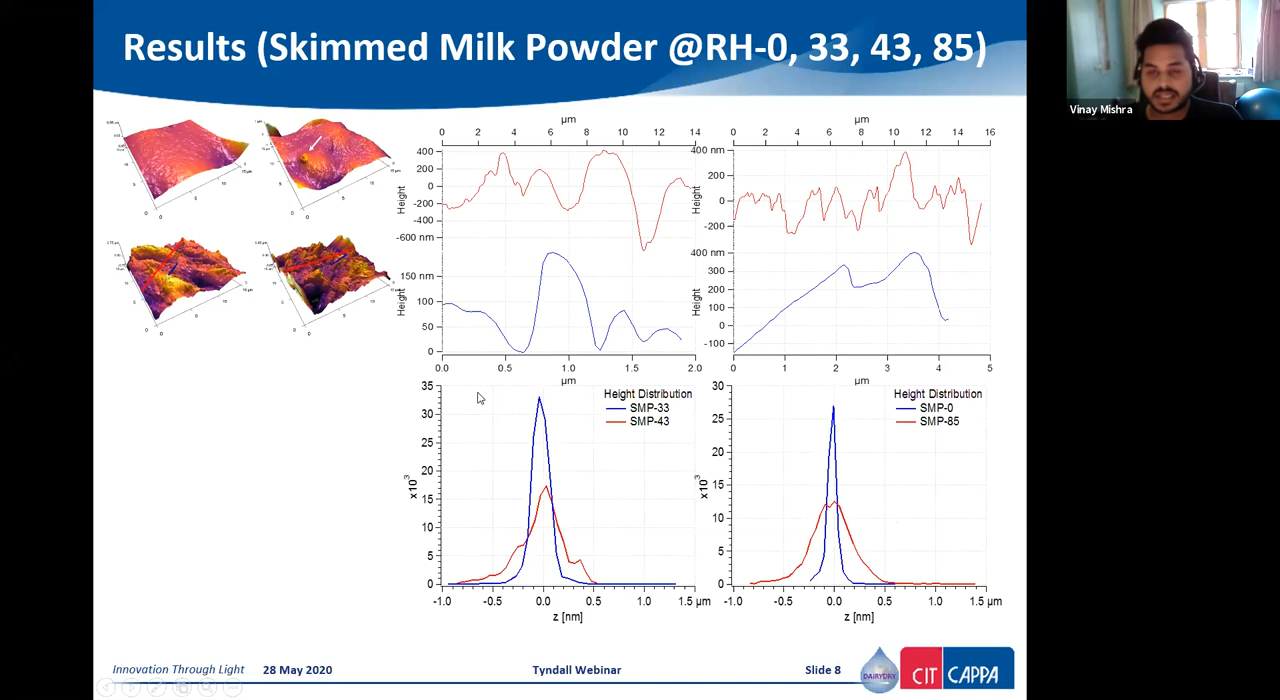 Results (Skimmed Milk Powder @RH-0, 33, 43, 85)
Vinay Mishra
µm
0 2 4 6 8 10 12 14
400
200
0
-200
-400
-600 nm
Height
150 nm
100
50
0
Height
0.0 0.5 1.0 1.5 2.0
µm
µm
0 2 4 6 8 10 12 14 16
400 nm
200
0
-200
Height
400 nm
300
200
100
0
-100
Height
0 1 2 3 4 5
µm
35
30
25
20
15
10
5
0
x10³
Height Distribution
SMP-33
SMP-43
-1.0 -0.5 0.0 0.5 1.0 1.5 µm
z [nm]
30
25
20
15
10
5
0
x10³
Height Distribution
SMP-0
SMP-85
-1.0 -0.5 0.0 0.5 1.0 1.5 µm
z [nm]
Innovation Through Light
28 May 2020
Tyndall Webinar
Slide 8
DAIRYDRY
CIT CAPPA